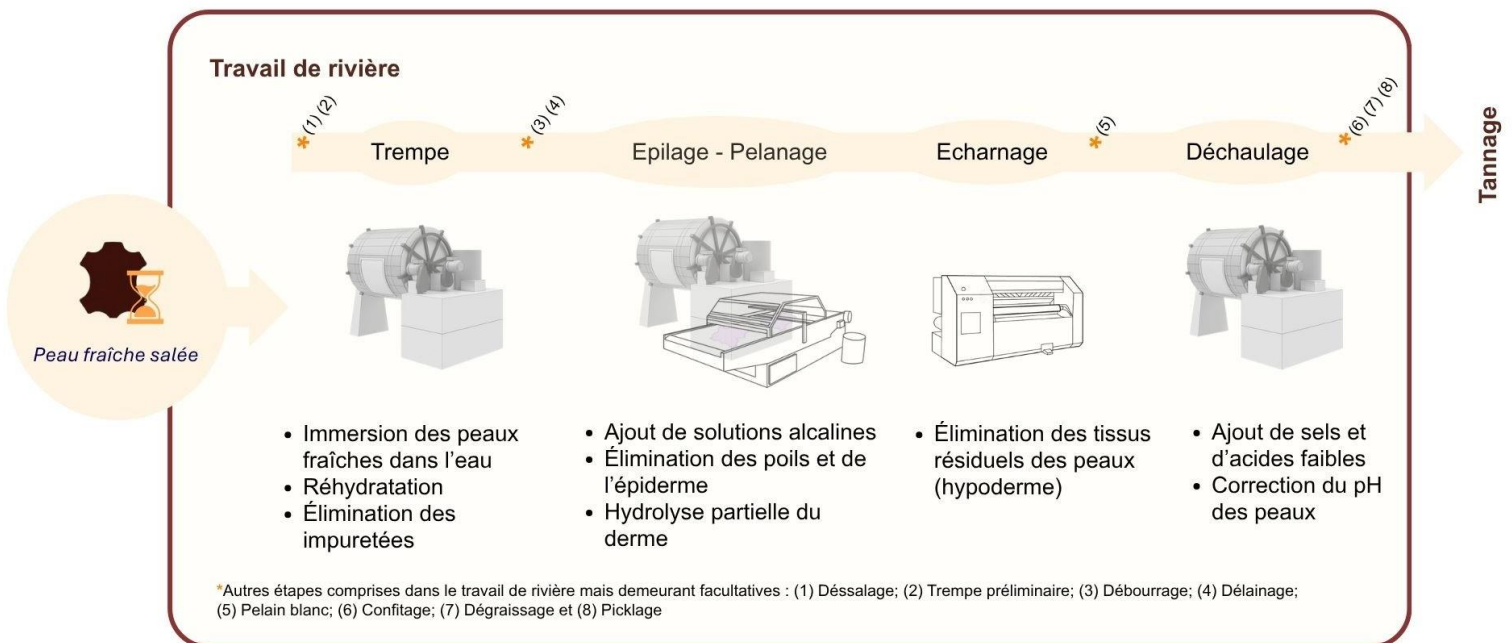 Travail de rivière
*(1) (2)
Trempe
*(3) (4)
Epilage - Pelanage
Echarnage
*(5)
Déchaulage
*(6) (7) (8)
Tannage
Peau fraîche salée
• Immersion des peaux
fraîches dans l'eau
• Réhydratation
• Élimination des
impuretées
• Ajout de solutions alcalines
• Élimination des poils et de
l'épiderme
• Hydrolyse partielle du
derme
• Élimination des tissus
résiduels des peaux
(hypoderme)
• Ajout de sels et
d'acides faibles
• Correction du pH
des peaux
*Autres étapes comprises dans le travail de rivière mais demeurant facultatives : (1) Déssalage; (2) Trempe préliminaire; (3) Débourrage; (4) Délainage;
(5) Pelain blanc; (6) Confitage; (7) Dégraissage et (8) Picklage